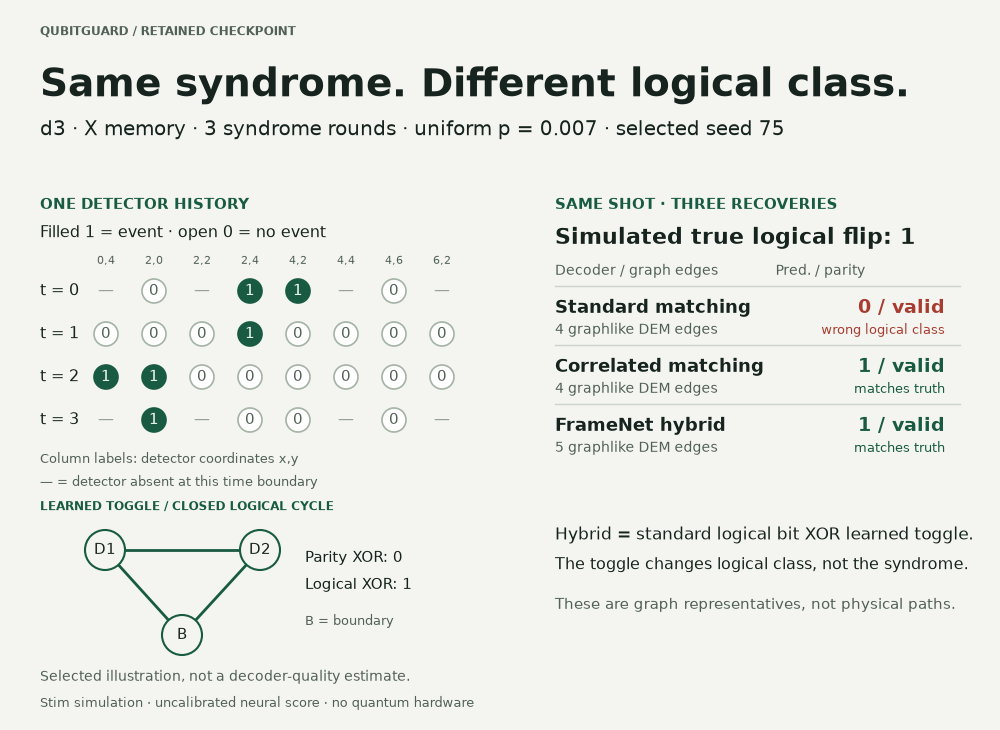 QUBITGUARD / RETAINED CHECKPOINT
Same syndrome. Different logical class.
d3 · X memory · 3 syndrome rounds · uniform p = 0.007 · selected seed 75
ONE DETECTOR HISTORY
Filled 1 = event · open 0 = no event
0,4 2,0 2,2 2,4 4,2 4,4 4,6 6,2
t = 0 — 0 — 1 1 — 0 —
t = 1 0 0 0 1 0 0 0 0
t = 2 1 1 0 0 0 0 0 0
t = 3 — 1 — 0 0 — 0 —
Column labels: detector coordinates x,y
— = detector absent at this time boundary
LEARNED TOGGLE / CLOSED LOGICAL CYCLE
D1 D2
B
Parity XOR: 0
Logical XOR: 1
B = boundary
Selected illustration, not a decoder-quality estimate.
Stim simulation · uncalibrated neural score · no quantum hardware
SAME SHOT · THREE RECOVERIES
Simulated true logical flip: 1
Decoder / graph edges Pred. / parity
Standard matching 0 / valid
4 graphlike DEM edges wrong logical class
Correlated matching 1 / valid
4 graphlike DEM edges matches truth
FrameNet hybrid 1 / valid
5 graphlike DEM edges matches truth
Hybrid = standard logical bit XOR learned toggle.
The toggle changes logical class, not the syndrome.
These are graph representatives, not physical paths.